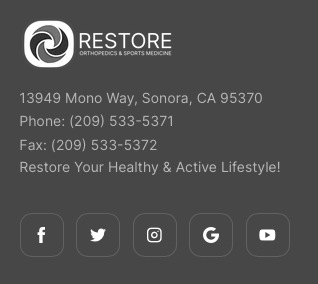 RESTORE
ORTHOPEDICS & SPORTS MEDICINE
13949 Mono Way, Sonora, CA 95370
Phone: (209) 533-5371
Fax: (209) 533-5372
Restore Your Healthy & Active Lifestyle!